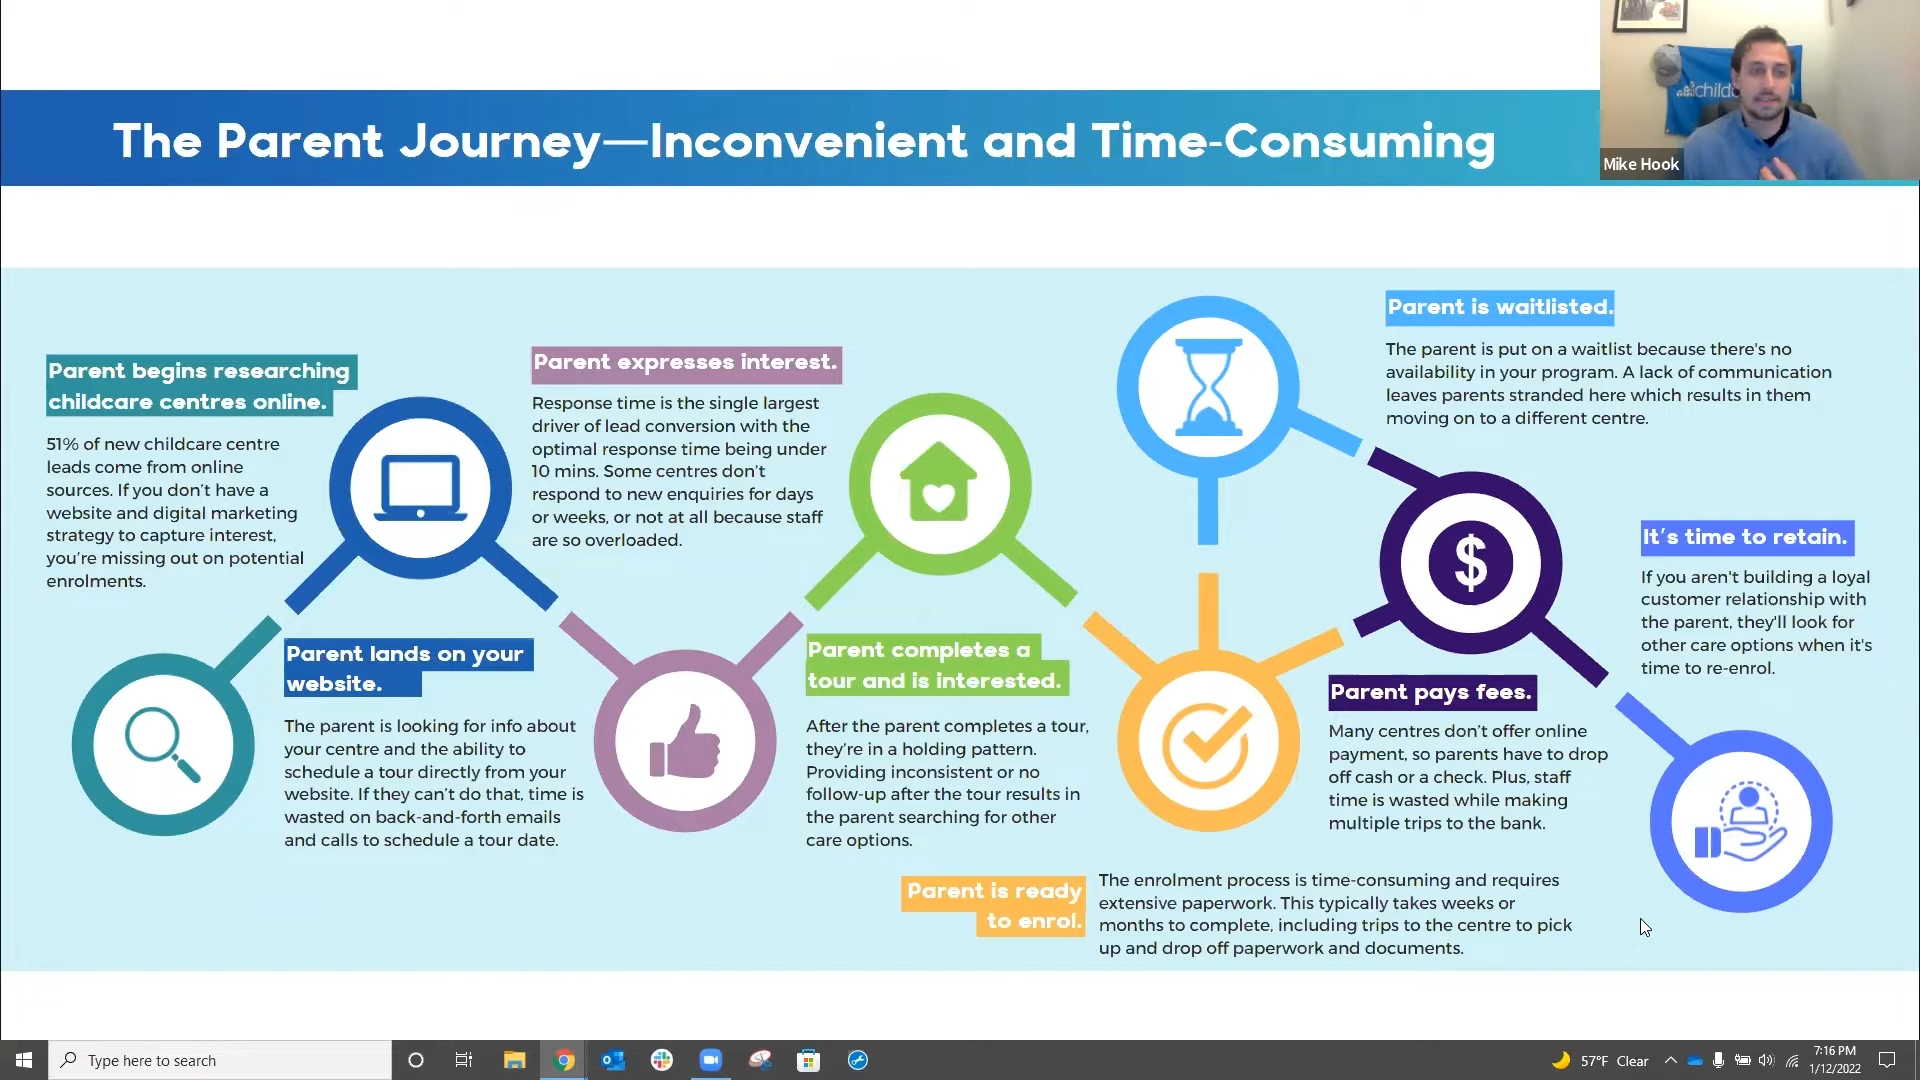 The Parent Journey—Inconvenient and Time-Consuming
Mike Hook
Parent begins researching
childcare centres online.
51% of new childcare centre
leads come from online
sources. If you don't have a
website and digital marketing
strategy to capture interest,
you're missing out on potential
enrolments.
Parent lands on your
website.
The parent is looking for info about
your centre and the ability to
schedule a tour directly from your
website. If they can't do that, time is
wasted on back-and-forth emails
and calls to schedule a tour date.
Parent expresses interest.
Response time is the single largest
driver of lead conversion with the
optimal response time being under
10 mins. Some centres don't
respond to new enquiries for days
or weeks, or not at all because staff
are so overloaded.
Parent completes a
tour and is interested.
After the parent completes a tour,
they're in a holding pattern.
Providing inconsistent or no
follow-up after the tour results in
the parent searching for other
care options.
Parent is ready
to enrol.
The enrolment process is time-consuming and requires
extensive paperwork. This typically takes weeks or
months to complete, including trips to the centre to pick
up and drop off paperwork and documents.
Parent is waitlisted.
The parent is put on a waitlist because there's no
availability in your program. A lack of communication
leaves parents stranded here which results in them
moving on to a different centre.
$
Parent pays fees.
Many centres don't offer online
payment, so parents have to drop
off cash or a check. Plus, staff
time is wasted while making
multiple trips to the bank.
It's time to retain.
If you aren't building a loyal
customer relationship with
the parent, they'll look for
other care options when it's
time to re-enrol.
Type here to search
57°F Clear
7:16 PM
1/12/2022